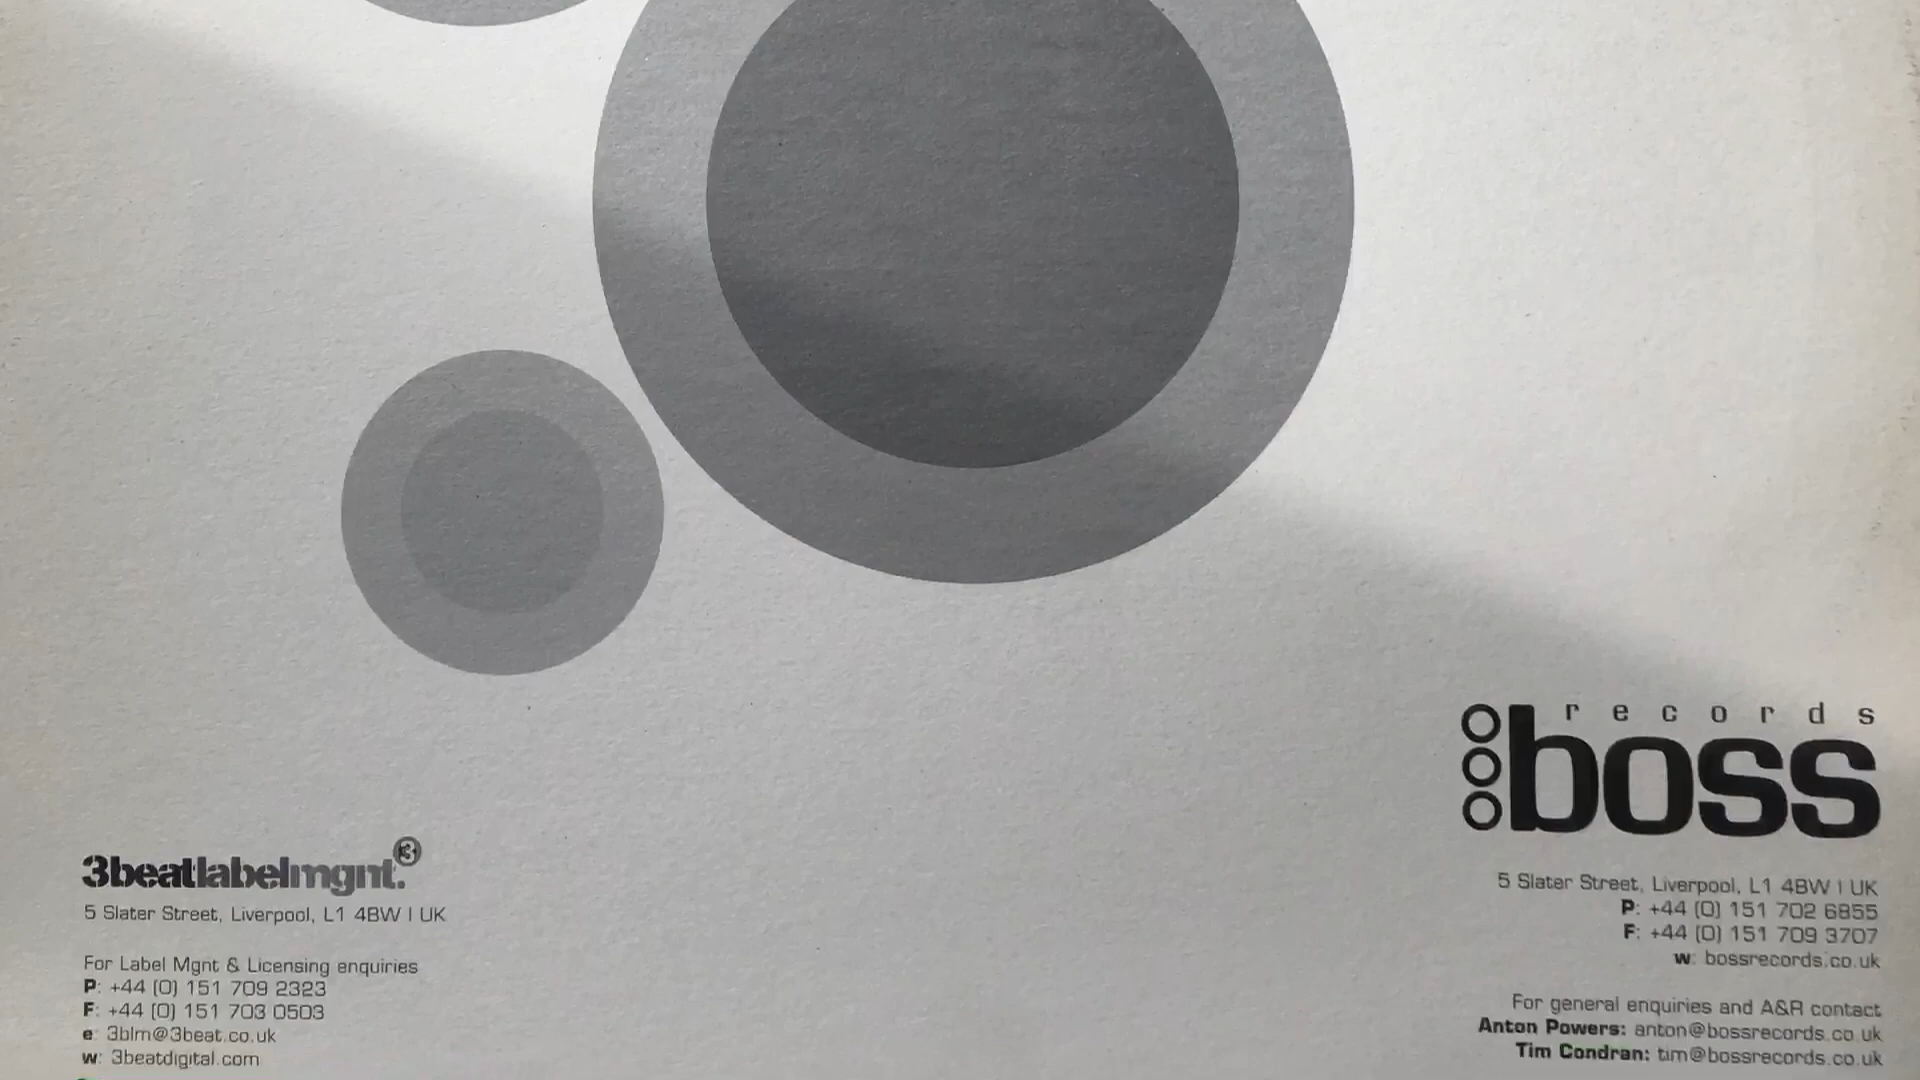 records
boss
5 Slater Street, Liverpool, L1 4BW | UK
P: +44 (0) 151 702 6855
F: +44 (0) 151 709 3707
w: bossrecords.co.uk
For general enquiries and A&R contact
Anton Powers: anton@bossrecords.co.uk
Tim Condran: tim@bossrecords.co.uk
3beatlabelmgnt.3
5 Slater Street, Liverpool, L1 4BW | UK
For Label Mgnt & Licensing enquiries
P: +44 (0) 151 709 2323
F: +44 (0) 151 703 0503
e: 3blm@3beat.co.uk
w: 3beatdigital.com